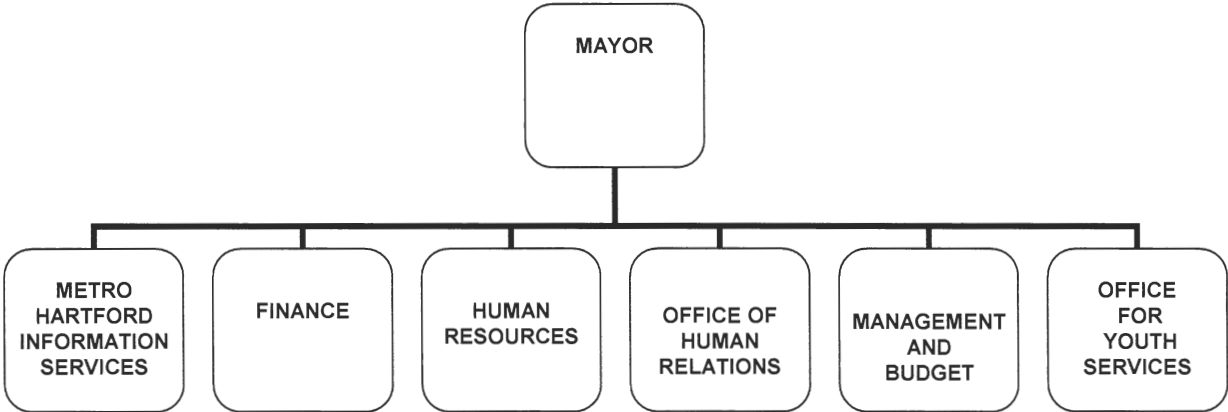 MAYOR
METRO
HARTFORD
INFORMATION
SERVICES
FINANCE
HUMAN
RESOURCES
OFFICE OF
HUMAN
RELATIONS
MANAGEMENT
AND
BUDGET
OFFICE
FOR
YOUTH
SERVICES